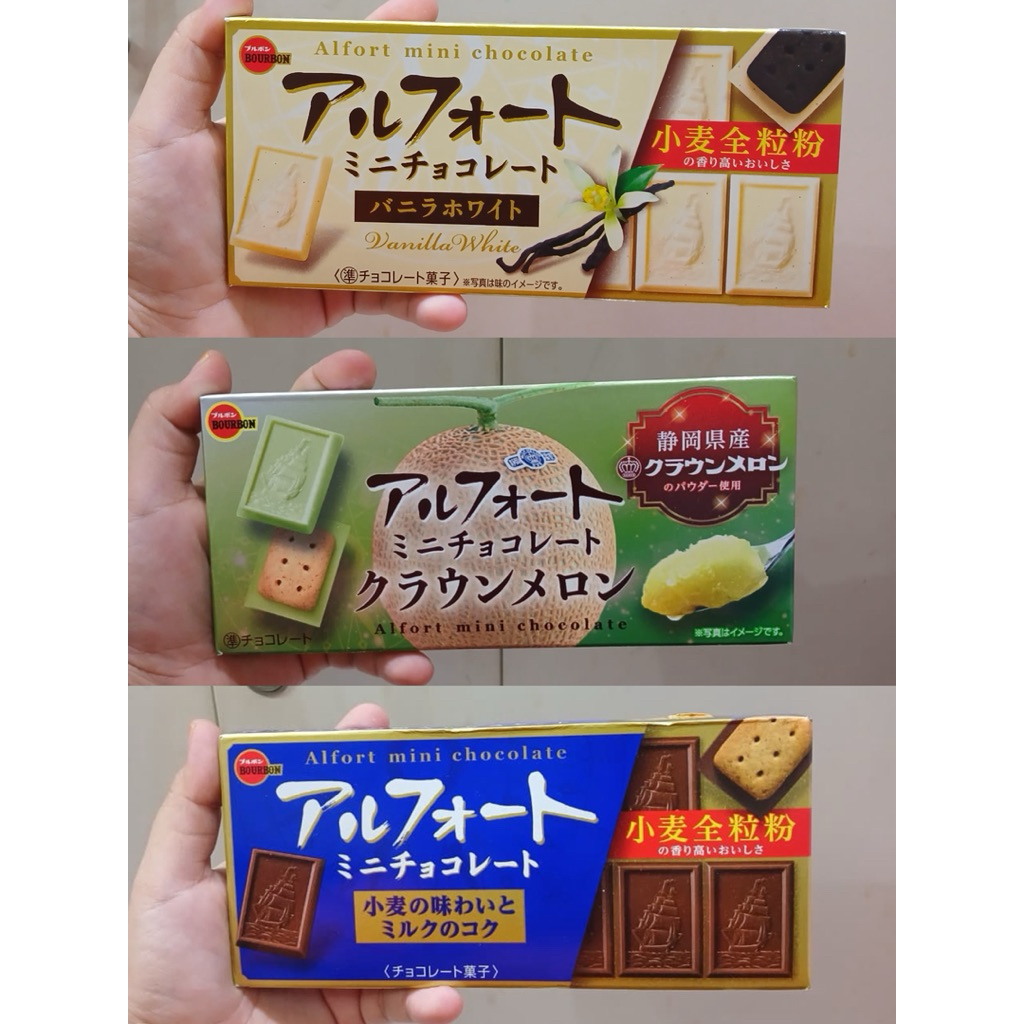 ブルボン
BOURBON
Alfort mini chocolate
アルフォート
ミニチョコレート
バニラホワイト
Vanilla White
〈準チョコレート菓子〉※写真は味のイメージです。
小麦全粒粉
の香り高いおいしさ
ブルボン
BOURBON
静岡県産
クラウンメロン
のパウダー使用
アルフォート
ミニチョコレート
クラウンメロン
Alfort mini chocolate
準チョコレート
※写真はイメージです。
ブルボン
BOURBON
Alfort mini chocolate
アルフォート
ミニチョコレート
小麦の味わいと
ミルクのコク
〈チョコレート菓子〉
小麦全粒粉
の香り高いおいしさ